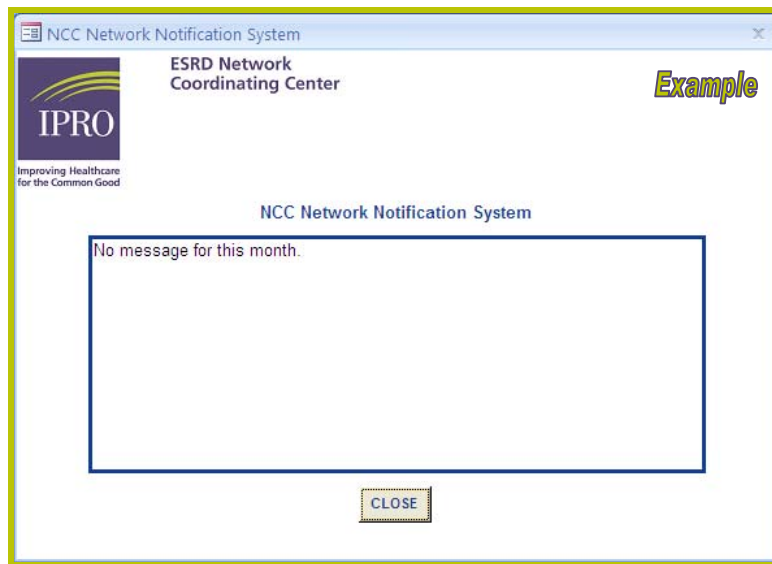 NCC Network Notification System
ESRD Network
Coordinating Center
Example
IPRO
Improving Healthcare
for the Common Good
NCC Network Notification System
No message for this month.
CLOSE